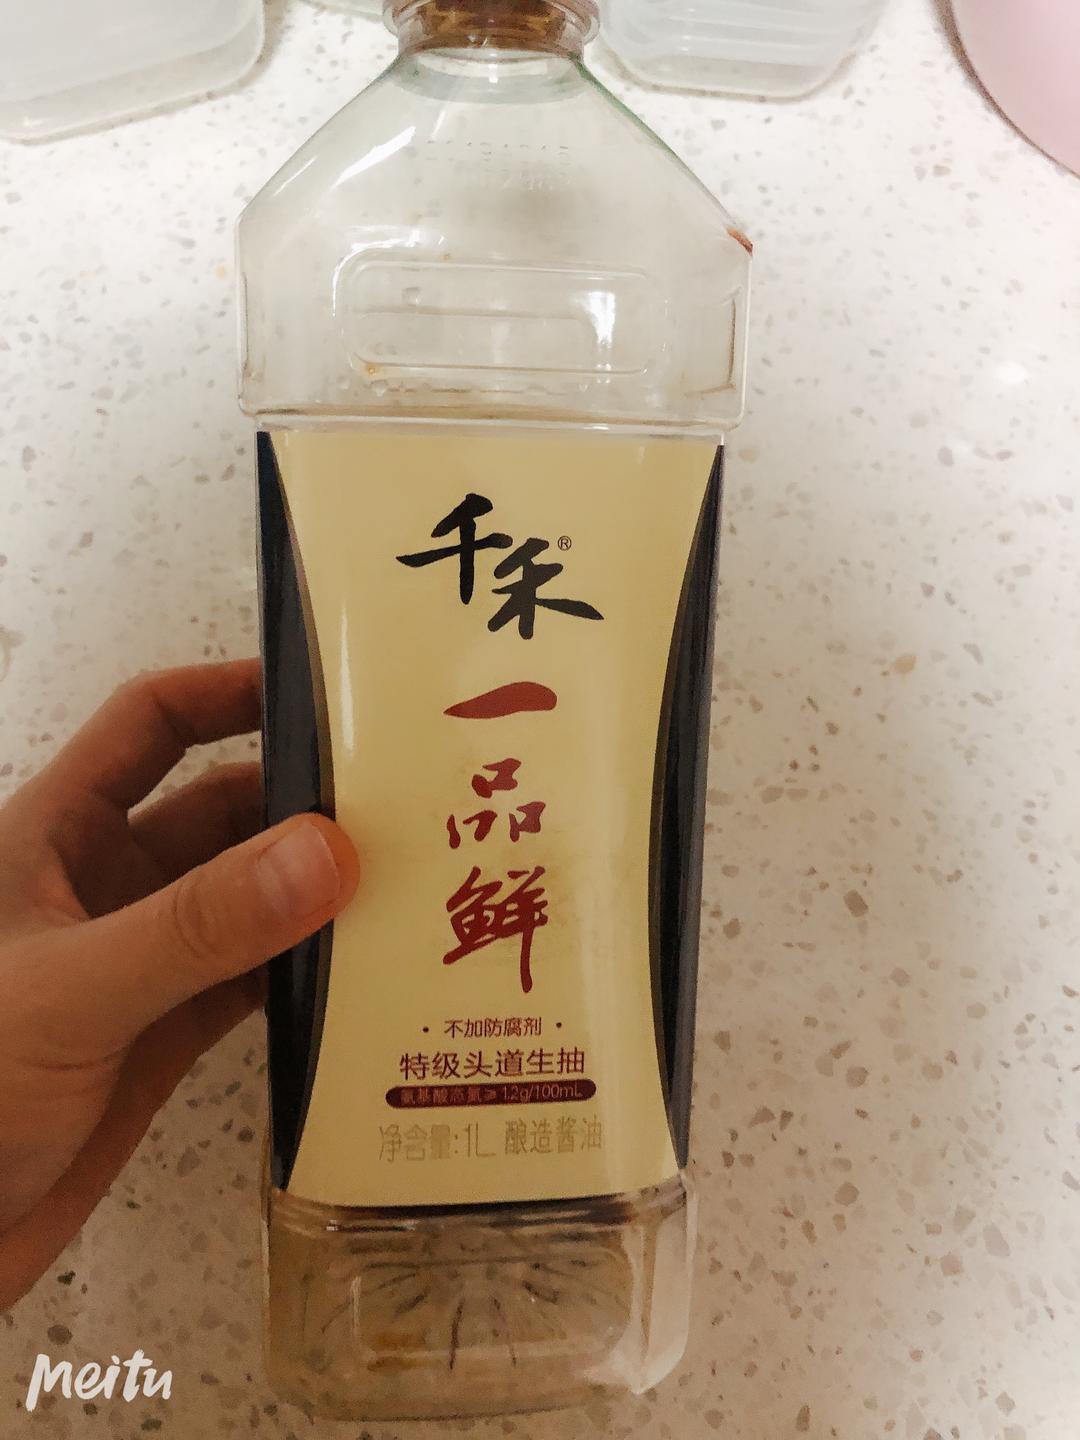 千禾®
一
品
鲜
· 不加防腐剂 ·
特级头道生抽
氨基酸态氮≥1.2g/100mL
净含量:1L 酿造酱油
Meitu